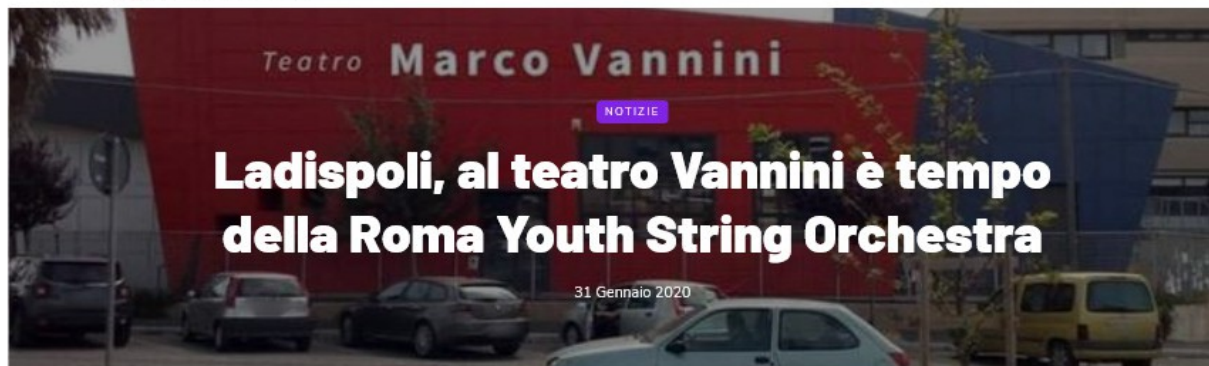 Teatro Marco Vannini
NOTIZIE
Ladispoli, al teatro Vannini è tempo
della Roma Youth String Orchestra
31 Gennaio 2020